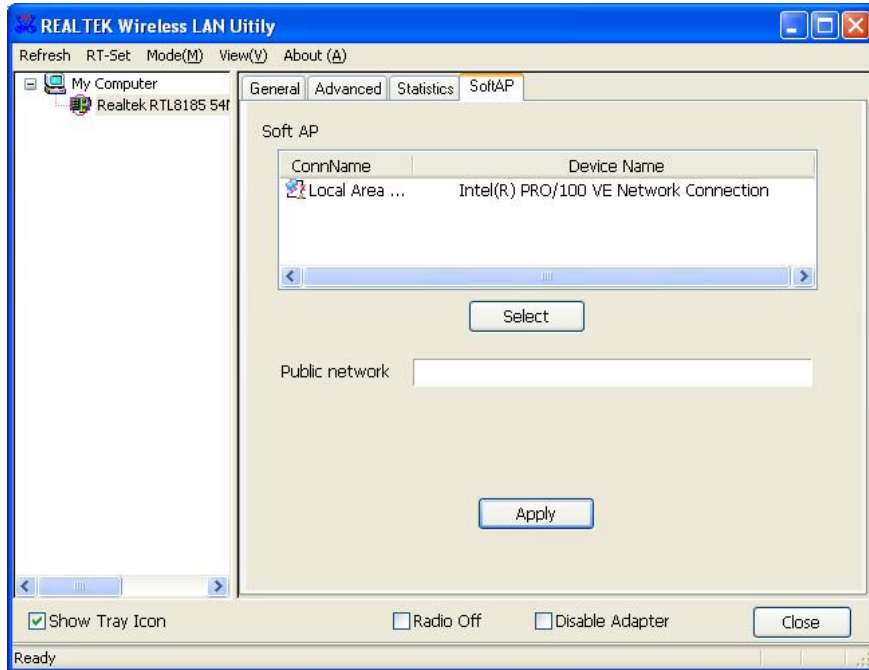 REALTEK Wireless LAN Uitily
Refresh RT-Set Mode(M) View(V) About (A)
My Computer
Realtek RTL8185 54M
General Advanced Statistics SoftAP
Soft AP
ConnName Device Name
Local Area ... Intel(R) PRO/100 VE Network Connection
Select
Public network
Apply
Show Tray Icon Radio Off Disable Adapter Close
Ready